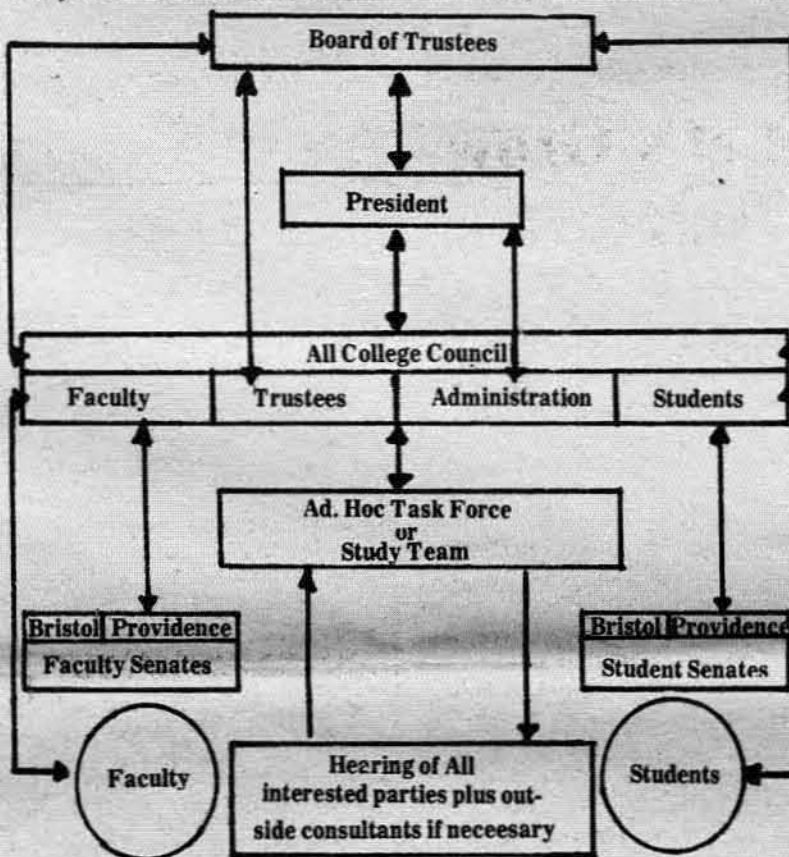 Board of Trustees
President
All College Council
Faculty Trustees Administration Students
Ad. Hoc Task Force
or
Study Team
Bristol Providence
Faculty Senates
Bristol Providence
Student Senates
Faculty
Heering of All
interested parties plus out-
side consultants if neceesary
Students